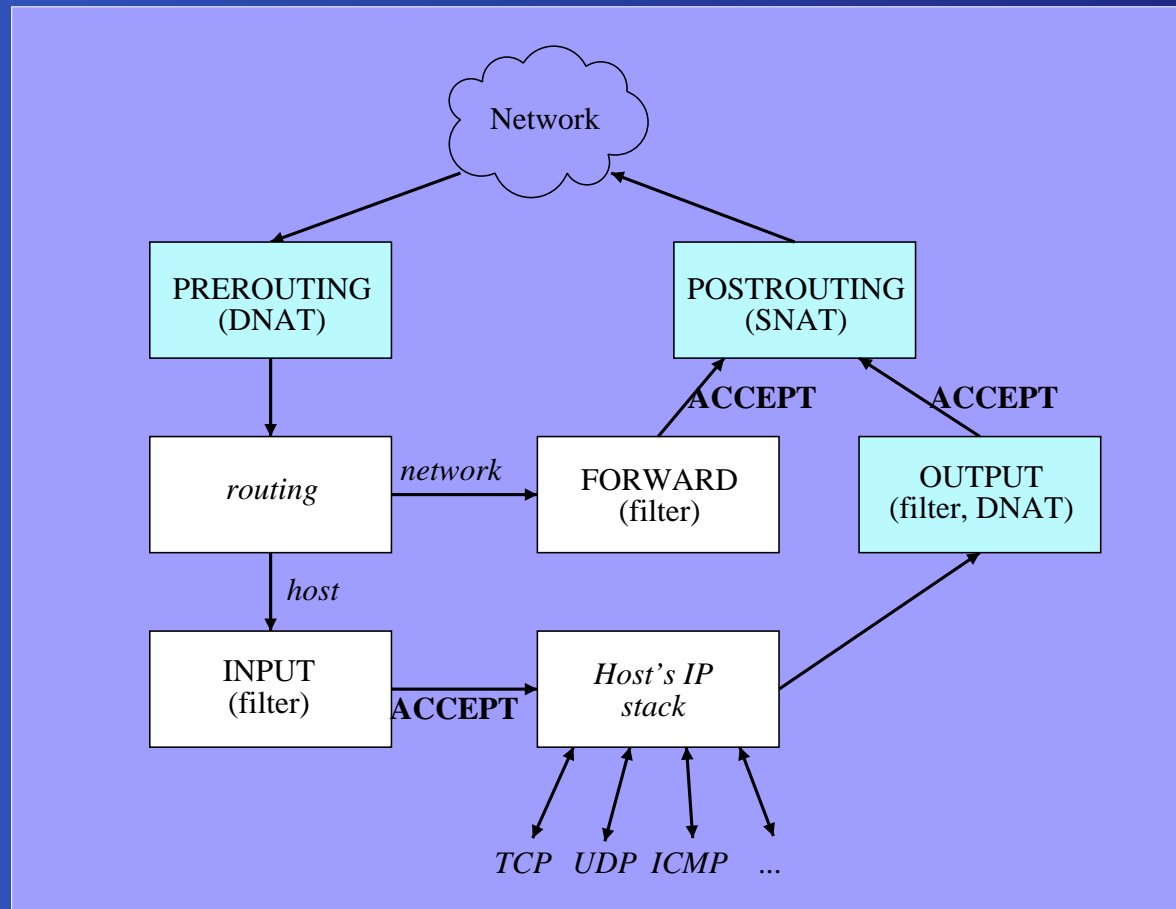 Network
PREROUTING
(DNAT)
POSTROUTING
(SNAT)
ACCEPT
ACCEPT
routing
network
FORWARD
(filter)
OUTPUT
(filter, DNAT)
host
INPUT
(filter)
ACCEPT
Host's IP
stack
TCP UDP ICMP ...